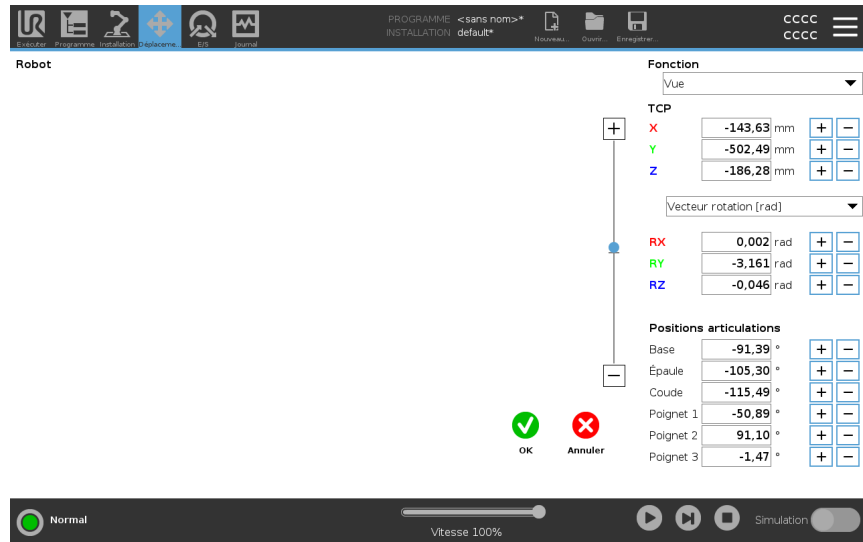 UR
Exécuter
Programme
Installation
Déplaceme...
E/S
Journal
PROGRAMME <sans nom>*
INSTALLATION default*
Nouveau...
Ouvrir...
Enregistrer...
cccc
cccc
Robot
Fonction
Vue
TCP
X -143,63 mm + −
Y -502,49 mm + −
Z -186,28 mm + −
Vecteur rotation [rad]
RX 0,002 rad + −
RY -3,161 rad + −
RZ -0,046 rad + −
Positions articulations
Base -91,39 ° + −
Épaule -105,30 ° + −
Coude -115,49 ° + −
Poignet 1 -50,89 ° + −
Poignet 2 91,10 ° + −
Poignet 3 -1,47 ° + −
+
−
OK
Annuler
Normal
Vitesse 100%
Simulation